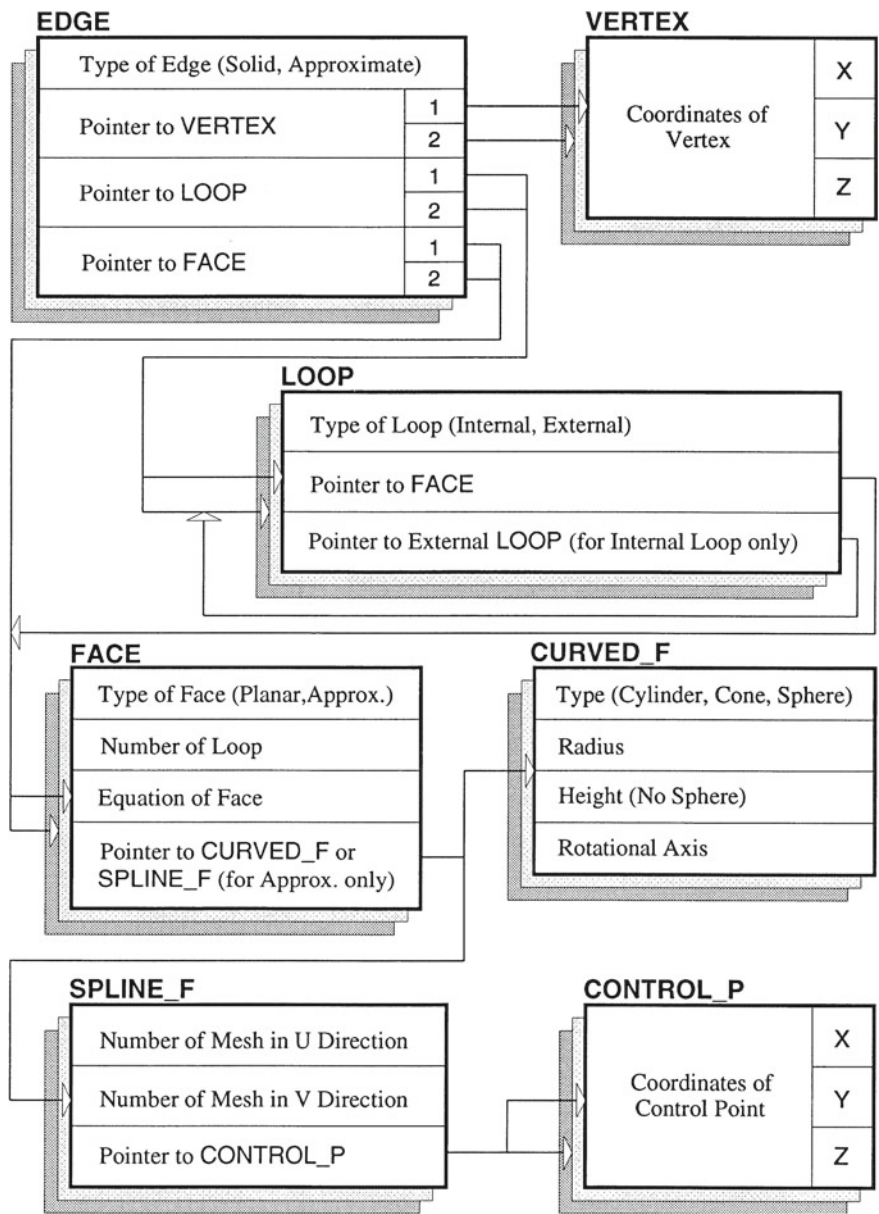 EDGE
Type of Edge (Solid, Approximate)
Pointer to VERTEX
1
2
Pointer to LOOP
1
2
Pointer to FACE
1
2
VERTEX
Coordinates of
Vertex
X
Y
Z
LOOP
Type of Loop (Internal, External)
Pointer to FACE
Pointer to External LOOP (for Internal Loop only)
FACE
Type of Face (Planar,Approx.)
Number of Loop
Equation of Face
Pointer to CURVED_F or
SPLINE_F (for Approx. only)
CURVED_F
Type (Cylinder, Cone, Sphere)
Radius
Height (No Sphere)
Rotational Axis
SPLINE_F
Number of Mesh in U Direction
Number of Mesh in V Direction
Pointer to CONTROL_P
CONTROL_P
Coordinates of
Control Point
X
Y
Z